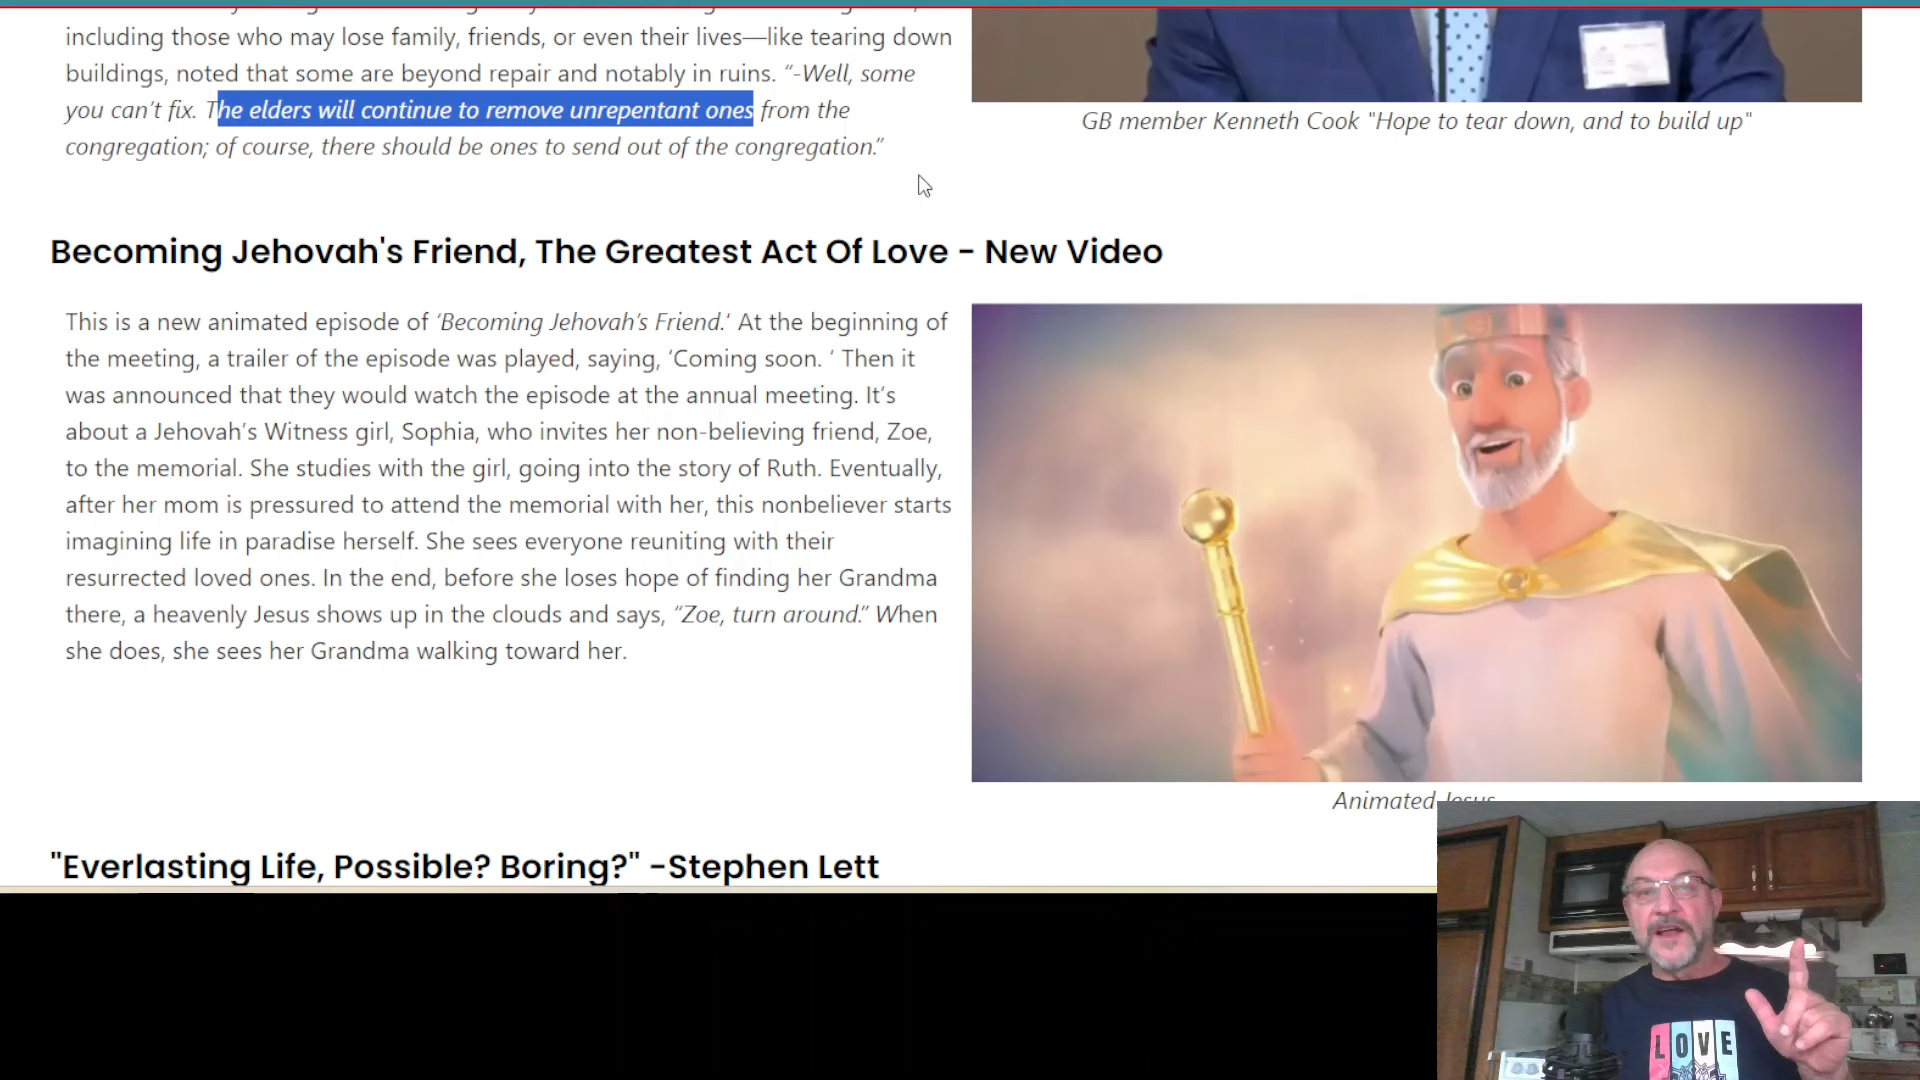 including those who may lose family, friends, or even their lives—like tearing down
buildings, noted that some are beyond repair and notably in ruins. “-Well, some
you can’t fix. The elders will continue to remove unrepentant ones from the
congregation; of course, there should be ones to send out of the congregation.”
GB member Kenneth Cook "Hope to tear down, and to build up"
Becoming Jehovah's Friend, The Greatest Act Of Love - New Video
This is a new animated episode of ‘Becoming Jehovah’s Friend.‘ At the beginning of
the meeting, a trailer of the episode was played, saying, ‘Coming soon. ‘ Then it
was announced that they would watch the episode at the annual meeting. It’s
about a Jehovah’s Witness girl, Sophia, who invites her non-believing friend, Zoe,
to the memorial. She studies with the girl, going into the story of Ruth. Eventually,
after her mom is pressured to attend the memorial with her, this nonbeliever starts
imagining life in paradise herself. She sees everyone reuniting with their
resurrected loved ones. In the end, before she loses hope of finding her Grandma
there, a heavenly Jesus shows up in the clouds and says, “Zoe, turn around.” When
she does, she sees her Grandma walking toward her.
Animated Jesus
"Everlasting Life, Possible? Boring?" -Stephen Lett
LOVE